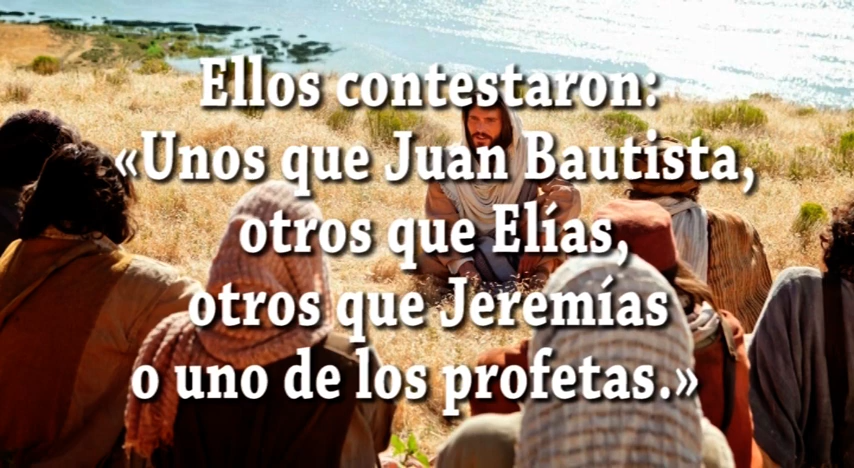 Ellos contestaron:
«Unos que Juan Bautista,
otros que Elías,
otros que Jeremías
o uno de los profetas.»